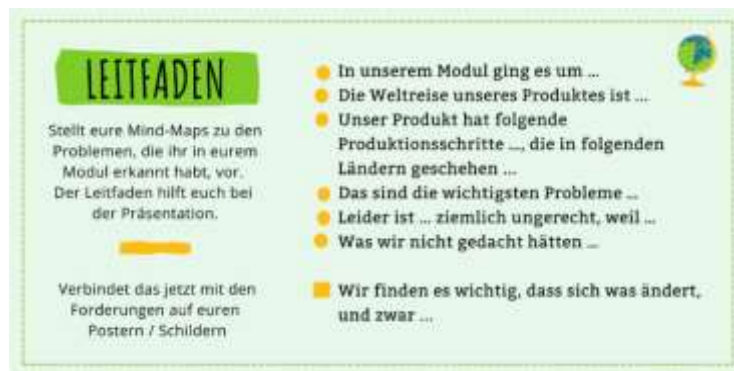 LEITFADEN
Stellt eure Mind-Maps zu den
Problemen, die ihr in eurem
Modul erkannt habt, vor.
Der Leitfaden hilft euch bei
der Präsentation.
Verbindet das jetzt mit den
Forderungen auf euren
Postern / Schildern
In unserem Modul ging es um ...
Die Weltreise unseres Produktes ist ...
Unser Produkt hat folgende
Produktionsschritte ..., die in folgenden
Ländern geschehen ...
Das sind die wichtigsten Probleme ...
Leider ist ... ziemlich ungerecht, weil ...
Was wir nicht gedacht hätten ...
Wir finden es wichtig, dass sich was ändert,
und zwar ...